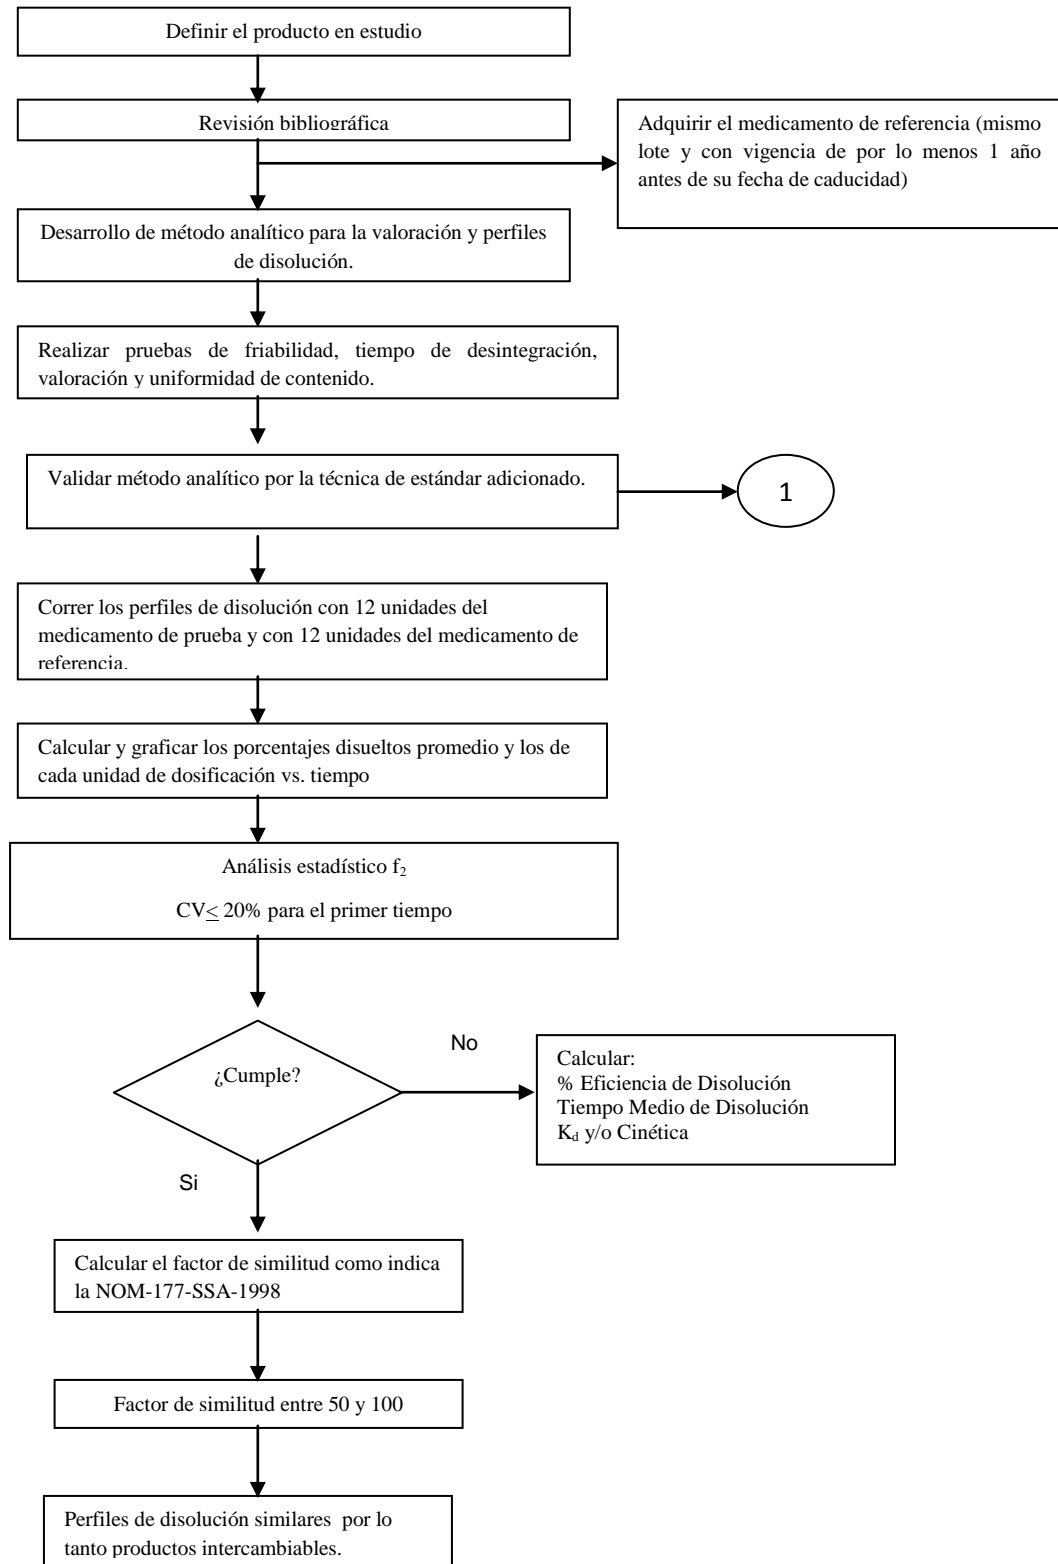 Definir el producto en estudio
Revisión bibliográfica
Adquirir el medicamento de referencia (mismo
lote y con vigencia de por lo menos 1 año
antes de su fecha de caducidad)
Desarrollo de método analítico para la valoración y perfiles
de disolución.
Realizar pruebas de friabilidad, tiempo de desintegración,
valoración y uniformidad de contenido.
Validar método analítico por la técnica de estándar adicionado.
1
Correr los perfiles de disolución con 12 unidades del
medicamento de prueba y con 12 unidades del medicamento de
referencia.
Calcular y graficar los porcentajes disueltos promedio y los de
cada unidad de dosificación vs. tiempo
Análisis estadístico f₂
CV≤ 20% para el primer tiempo
¿Cumple?
No
Calcular:
% Eficiencia de Disolución
Tiempo Medio de Disolución
K_d y/o Cinética
Si
Calcular el factor de similitud como indica
la NOM-177-SSA-1998
Factor de similitud entre 50 y 100
Perfiles de disolución similares  por lo
tanto productos intercambiables.